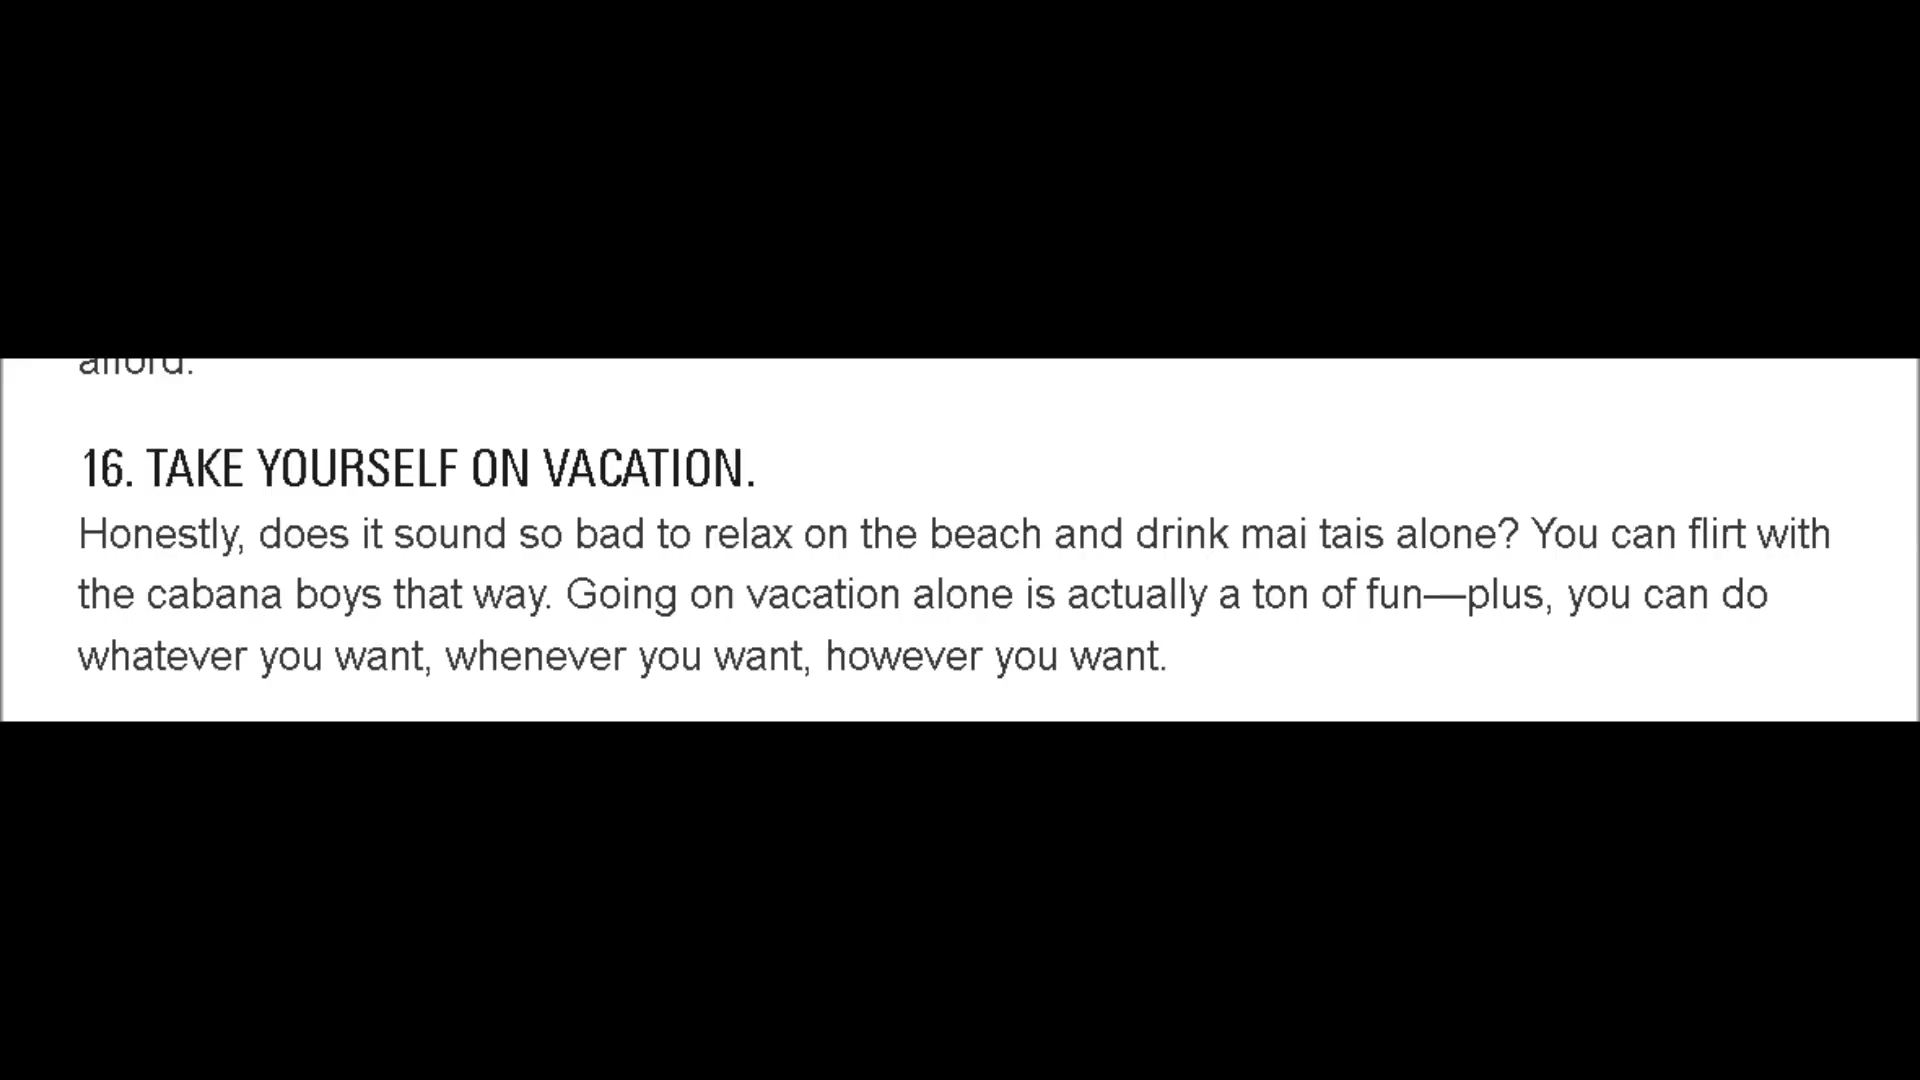 afford.
16. TAKE YOURSELF ON VACATION.
Honestly, does it sound so bad to relax on the beach and drink mai tais alone? You can flirt with
the cabana boys that way. Going on vacation alone is actually a ton of fun—plus, you can do
whatever you want, whenever you want, however you want.